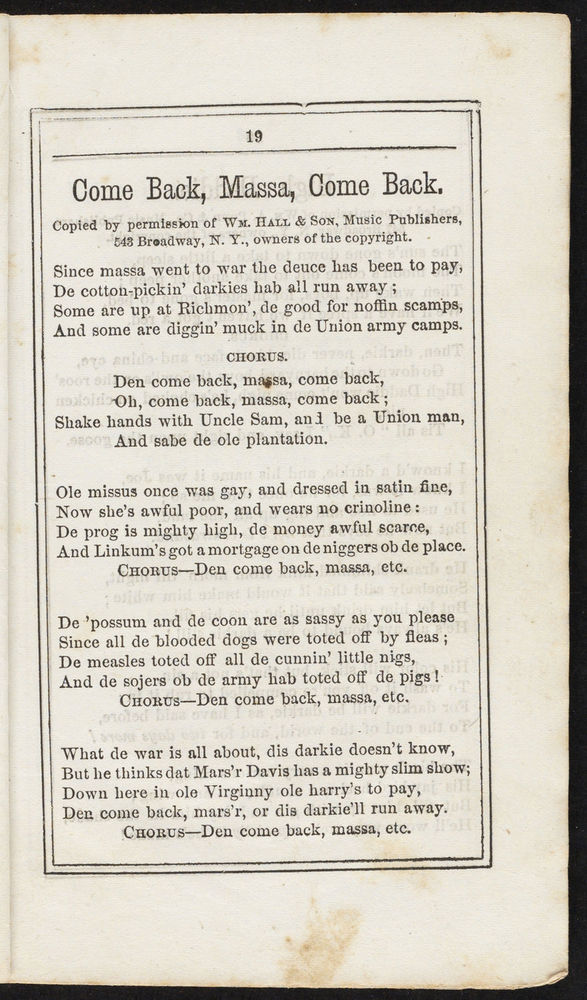 19
Come Back, Massa, Come Back.
Copied by permission of WM. HALL & SON, Music Publishers,
543 Broadway, N. Y., owners of the copyright.
Since massa went to war the deuce has been to pay,
De cotton-pickin' darkies hab all run away;
Some are up at Richmon', de good for noffin scamps,
And some are diggin' muck in de Union army camps.
CHORUS.
Den come back, massa, come back,
Oh, come back, massa, come back;
Shake hands with Uncle Sam, and be a Union man,
And sabe de ole plantation.
Ole missus once was gay, and dressed in satin fine,
Now she's awful poor, and wears no crinoline:
De prog is mighty high, de money awful scarce,
And Linkum's got a mortgage on de niggers ob de place.
CHORUS—Den come back, massa, etc.
De 'possum and de coon are as sassy as you please
Since all de blooded dogs were toted off by fleas;
De measles toted off all de cunnin' little nigs,
And de sojers ob de army hab toted off de pigs!
CHORUS—Den come back, massa, etc.
What de war is all about, dis darkie doesn't know,
But he thinks dat Mars'r Davis has a mighty slim show;
Down here in ole Virginny ole harry's to pay,
Den come back, mars'r, or dis darkie'll run away.
CHORUS—Den come back, massa, etc.